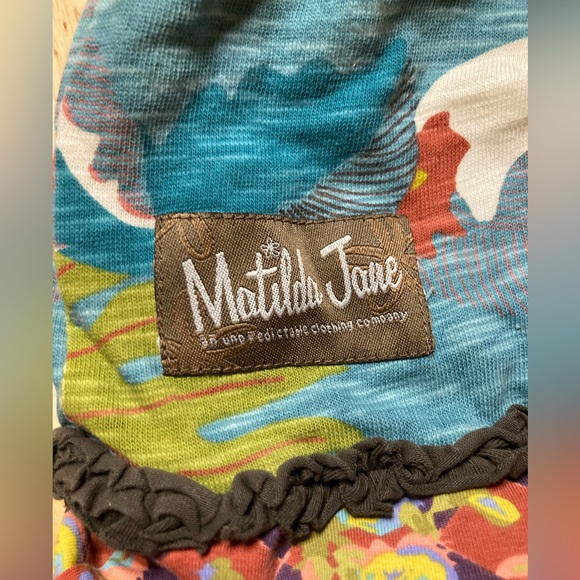 Matilda Jane
an unpredictable clothing company